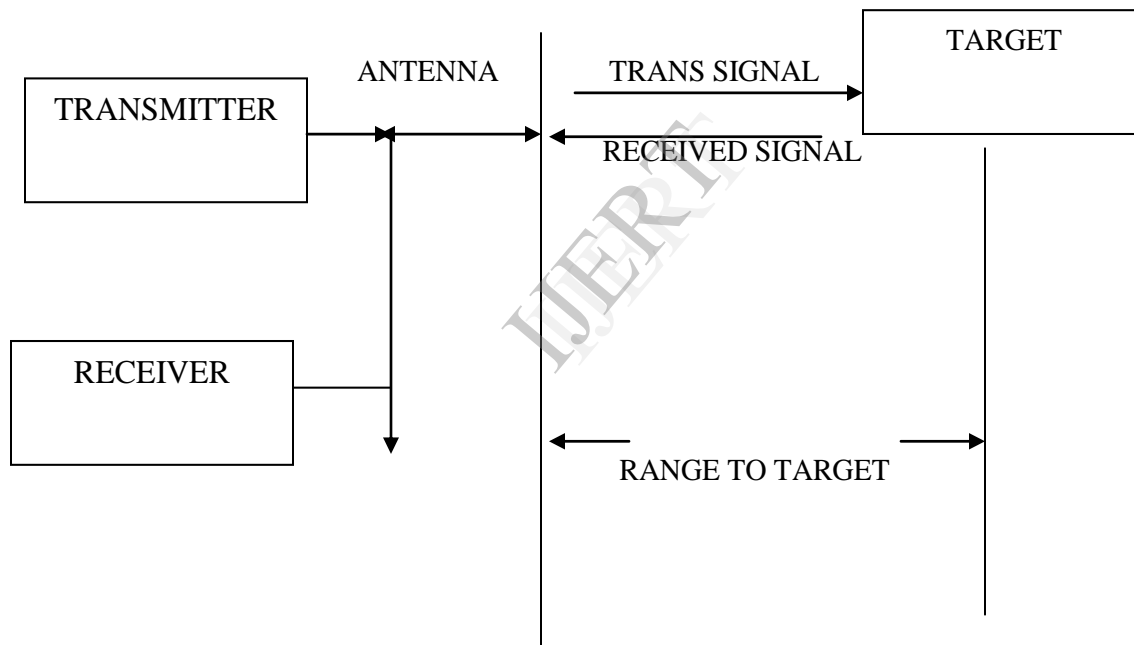 TARGET
ANTENNA
TRANS SIGNAL
TRANSMITTER
RECEIVED SIGNAL
IJERT
RECEIVER
RANGE TO TARGET